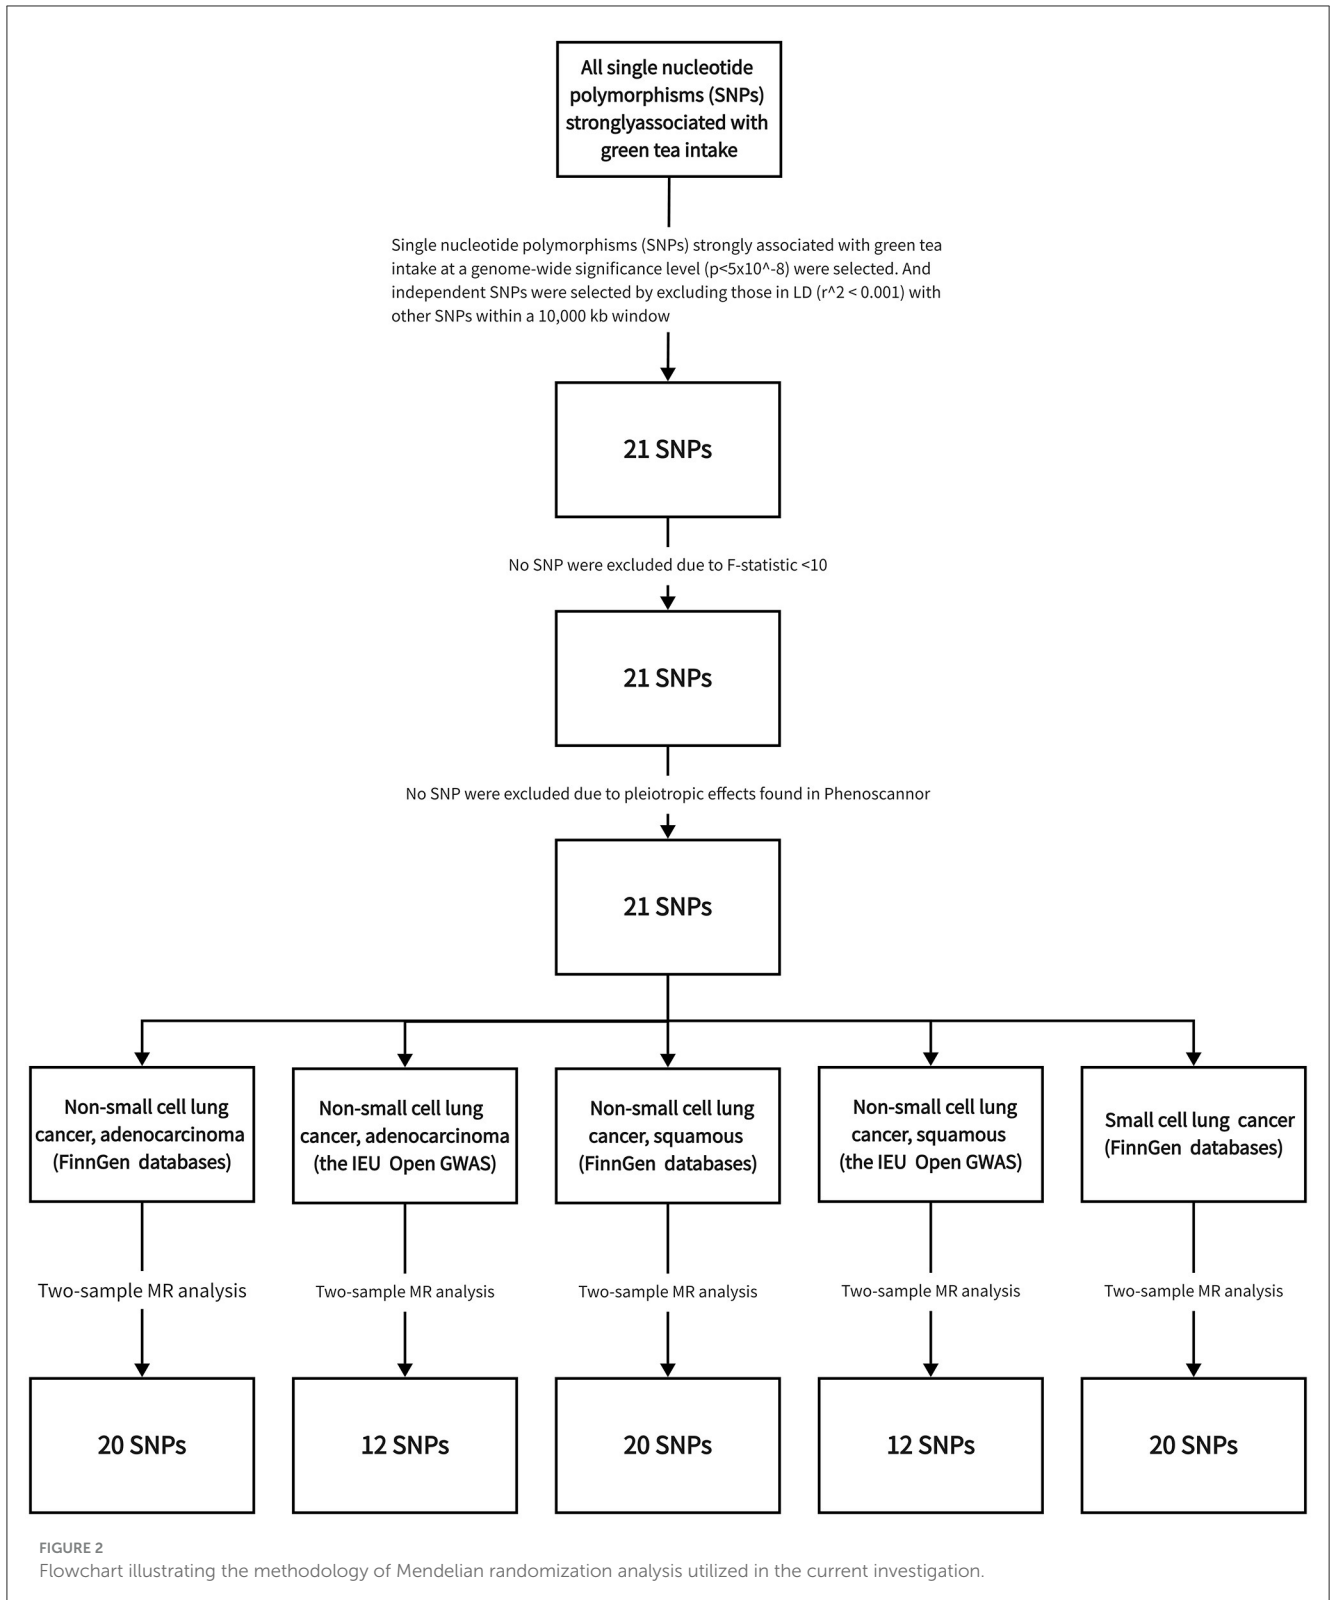 All single nucleotide
polymorphisms (SNPs)
stronglyassociated with
green tea intake
Single nucleotide polymorphisms (SNPs) strongly associated with green tea
intake at a genome-wide significance level (p<5x10^-8) were selected. And
independent SNPs were selected by excluding those in LD (r^2 < 0.001) with
other SNPs within a 10,000 kb window
21 SNPs
No SNP were excluded due to F-statistic <10
21 SNPs
No SNP were excluded due to pleiotropic effects found in Phenoscannor
21 SNPs
Non-small cell lung
cancer, adenocarcinoma
(FinnGen databases)
Non-small cell lung
cancer, adenocarcinoma
(the IEU Open GWAS)
Non-small cell lung
cancer, squamous
(FinnGen databases)
Non-small cell lung
cancer, squamous
(the IEU Open GWAS)
Small cell lung cancer
(FinnGen databases)
Two-sample MR analysis
Two-sample MR analysis
Two-sample MR analysis
Two-sample MR analysis
Two-sample MR analysis
20 SNPs
12 SNPs
20 SNPs
12 SNPs
20 SNPs
FIGURE 2
Flowchart illustrating the methodology of Mendelian randomization analysis utilized in the current investigation.